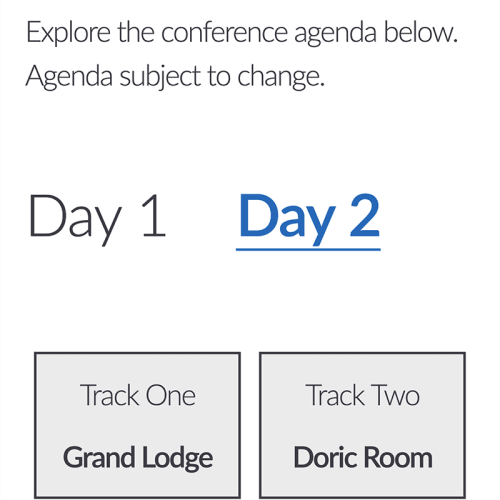 Explore the conference agenda below.
Agenda subject to change.
Day 1 Day 2
Track One Track Two
Grand Lodge Doric Room